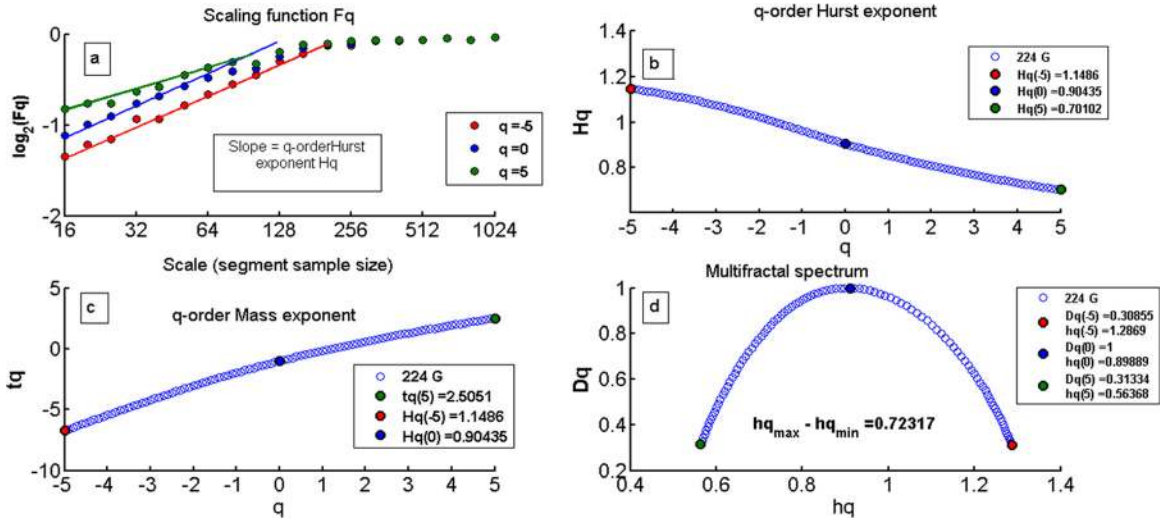 Scaling function Fq
a
0
-1
-2
log2(Fq)
q =-5
q=0
q=5
Slope = q-orderHurst
exponent Hq
16 32 64 128 256 512 1024
Scale (segment sample size)
q-order Hurst exponent
b
1.4
1.2
1
0.8
Hq
224 G
Hq(-5) =1.1486
Hq(0) =0.90435
Hq(5) =0.70102
-5 -4 -3 -2 -1 0 1 2 3 4 5
q
c
q-order Mass exponent
5
0
-5
-10
tq
224 G
tq(5) =2.5051
Hq(-5) =1.1486
Hq(0) =0.90435
-5 -4 -3 -2 -1 0 1 2 3 4 5
q
Multifractal spectrum
d
1
0.8
0.6
0.4
0.2
Dq
224 G
Dq(-5) =0.30855
hq(-5) =1.2869
Dq(0) =1
hq(0) =0.89889
Dq(5) =0.31334
hq(5) =0.56368
hqmax - hqmin =0.72317
0.4 0.6 0.8 1 1.2 1.4
hq